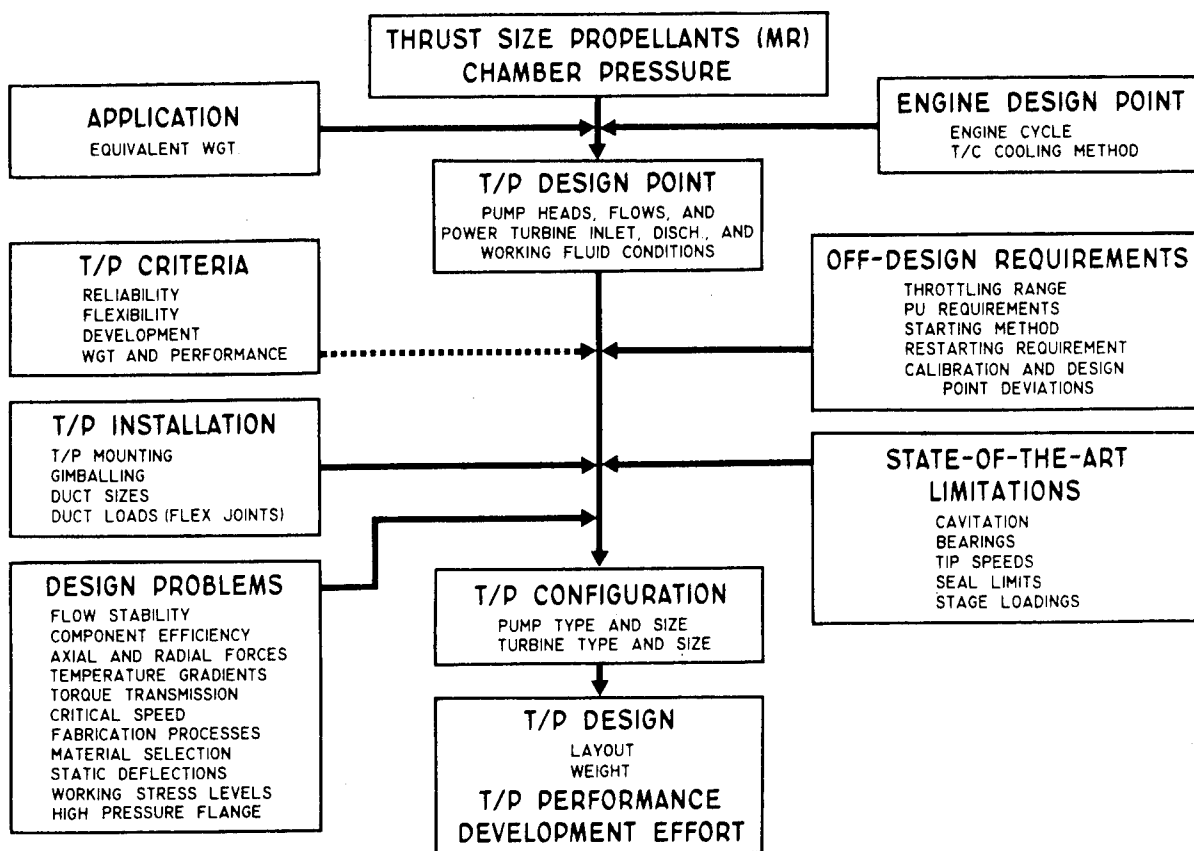 THRUST SIZE PROPELLANTS (MR)
CHAMBER PRESSURE
APPLICATION
EQUIVALENT WGT.
ENGINE DESIGN POINT
ENGINE CYCLE
T/C COOLING METHOD
T/P DESIGN POINT
PUMP HEADS, FLOWS, AND
POWER TURBINE INLET, DISCH., AND
WORKING FLUID CONDITIONS
T/P CRITERIA
RELIABILITY
FLEXIBILITY
DEVELOPMENT
WGT AND PERFORMANCE
OFF-DESIGN REQUIREMENTS
THROTTLING RANGE
PU REQUIREMENTS
STARTING METHOD
RESTARTING REQUIREMENT
CALIBRATION AND DESIGN
POINT DEVIATIONS
T/P INSTALLATION
T/P MOUNTING
GIMBALLING
DUCT SIZES
DUCT LOADS (FLEX JOINTS)
STATE-OF-THE-ART
LIMITATIONS
CAVITATION
BEARINGS
TIP SPEEDS
SEAL LIMITS
STAGE LOADINGS
DESIGN PROBLEMS
FLOW STABILITY
COMPONENT EFFICIENCY
AXIAL AND RADIAL FORCES
TEMPERATURE GRADIENTS
TORQUE TRANSMISSION
CRITICAL SPEED
FABRICATION PROCESSES
MATERIAL SELECTION
STATIC DEFLECTIONS
WORKING STRESS LEVELS
HIGH PRESSURE FLANGE
T/P CONFIGURATION
PUMP TYPE AND SIZE
TURBINE TYPE AND SIZE
T/P DESIGN
LAYOUT
WEIGHT
T/P PERFORMANCE
DEVELOPMENT EFFORT